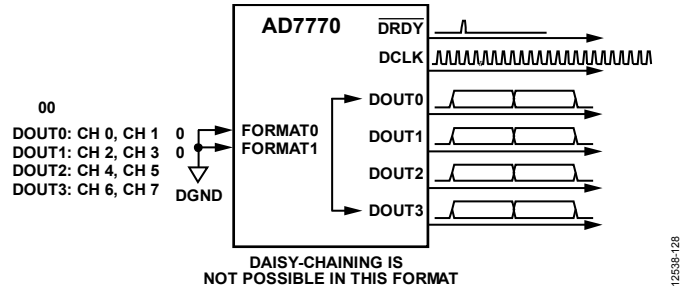 AD7770
DRDY
DCLK
00
DOUT0: CH 0, CH 1 0
DOUT1: CH 2, CH 3 0
DOUT2: CH 4, CH 5
DOUT3: CH 6, CH 7
DGND
FORMAT0
FORMAT1
DOUT0
DOUT1
DOUT2
DOUT3
DAISY-CHAINING IS
NOT POSSIBLE IN THIS FORMAT
12538-128